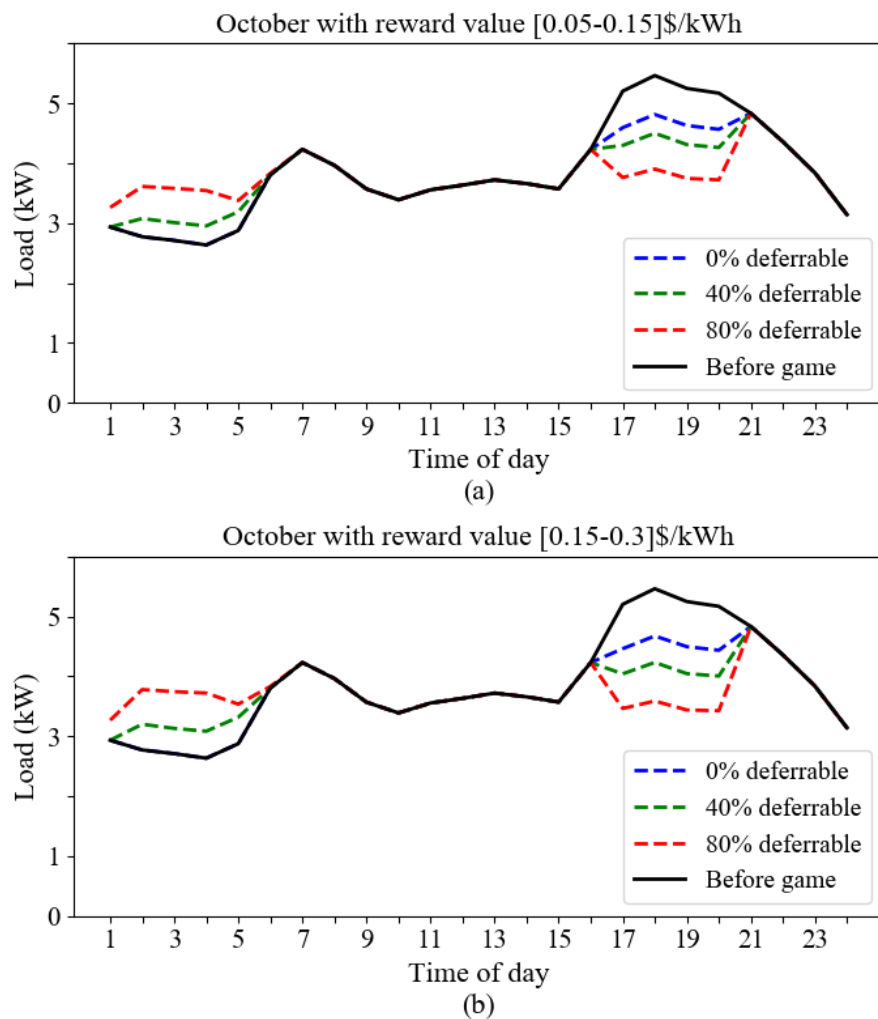 October with reward value [0.05-0.15]$/kWh
Load (kW)
5
3
1
0
0% deferrable
40% deferrable
80% deferrable
Before game
1 3 5 7 9 11 13 15 17 19 21 23
Time of day
(a)
October with reward value [0.15-0.3]$/kWh
Load (kW)
5
3
1
0
0% deferrable
40% deferrable
80% deferrable
Before game
1 3 5 7 9 11 13 15 17 19 21 23
Time of day
(b)